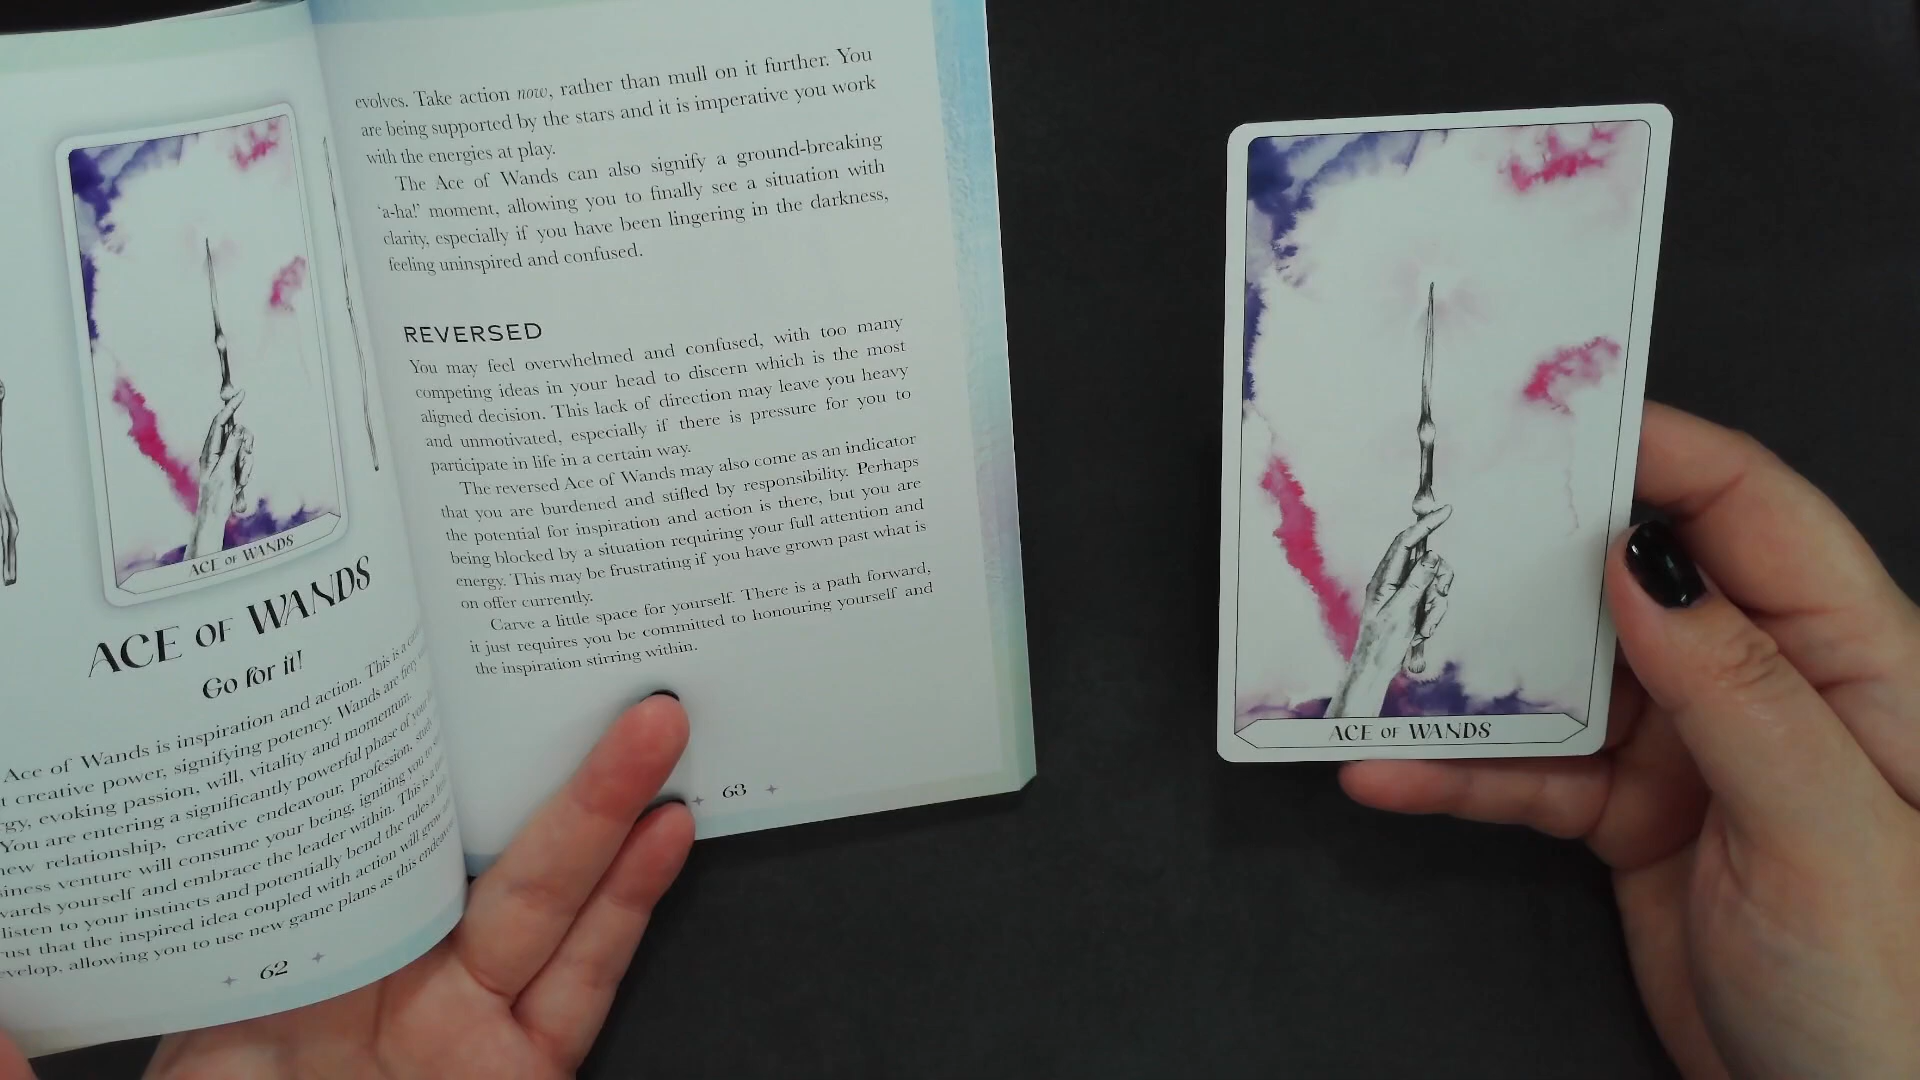 ACE OF WANDS
ACE OF WANDS
Go for it!
Ace of Wands is inspiration and action. This is a
creative power, signifying potency. Wands are fiery
evoking passion, will, vitality and momentum.
You are entering a significantly powerful phase of
relationship, creative endeavour, profession,
venture will consume your being, igniting you to
yourself and embrace the leader within. This is a
listen to your instincts and potentially bend the rules a
that the inspired idea coupled with action will grow
allowing you to use new game plans as this
62
evolves. Take action now, rather than mull on it further. You
are being supported by the stars and it is imperative you work
with the energies at play.
The Ace of Wands can also signify a ground-breaking
‘a-ha!’ moment, allowing you to finally see a situation with
clarity, especially if you have been lingering in the darkness,
feeling uninspired and confused.
REVERSED
You may feel overwhelmed and confused, with too many
competing ideas in your head to discern which is the most
aligned decision. This lack of direction may leave you heavy
and unmotivated, especially if there is pressure for you to
participate in life in a certain way.
The reversed Ace of Wands may also come as an indicator
that you are burdened and stifled by responsibility. Perhaps
the potential for inspiration and action is there, but you are
being blocked by a situation requiring your full attention and
energy. This may be frustrating if you have grown past what is
on offer currently.
Carve a little space for yourself. There is a path forward,
it just requires you be committed to honouring yourself and
the inspiration stirring within.
63
ACE OF WANDS